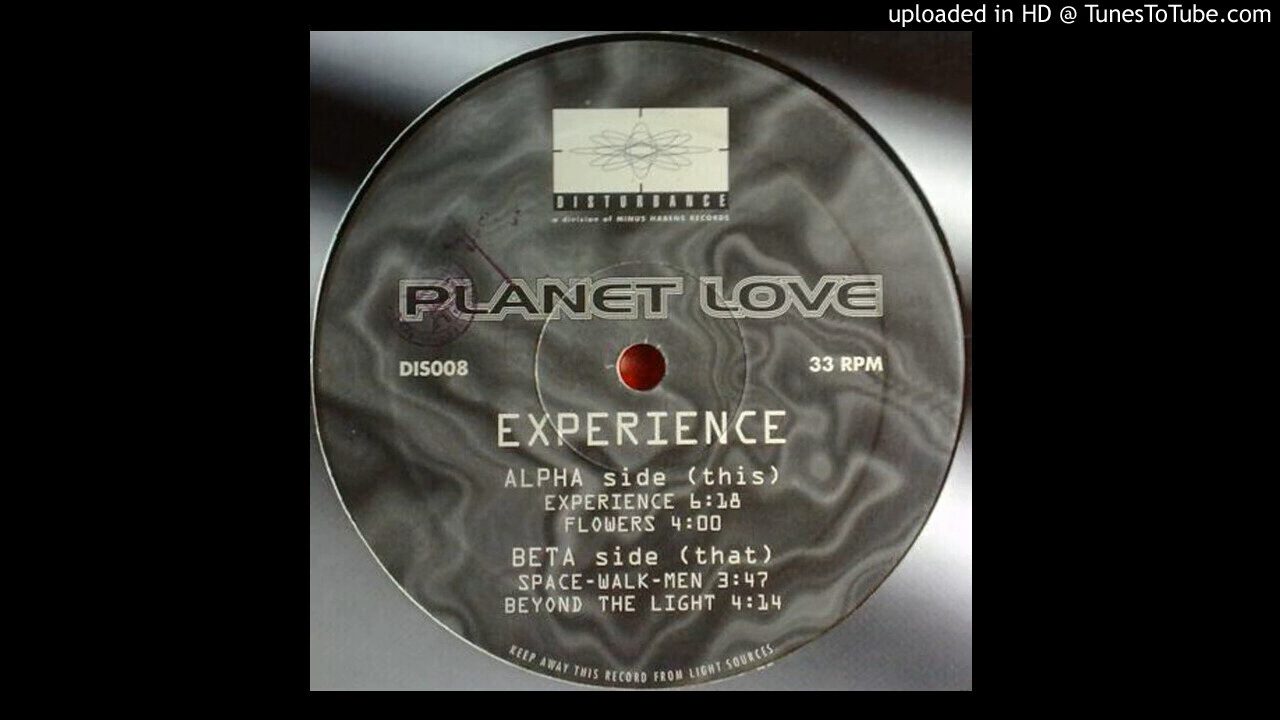 uploaded in HD @ TunesToTube.com
DISTURBANCE
a division of MINUS HABENS RECORDS
PLANET LOVE
DIS008
33 RPM
EXPERIENCE
ALPHA side (this)
EXPERIENCE 6:18
FLOWERS 4:00
BETA side (that)
SPACE-WALK-MEN 3:47
BEYOND THE LIGHT 4:14
KEEP AWAY THIS RECORD FROM LIGHT SOURCES